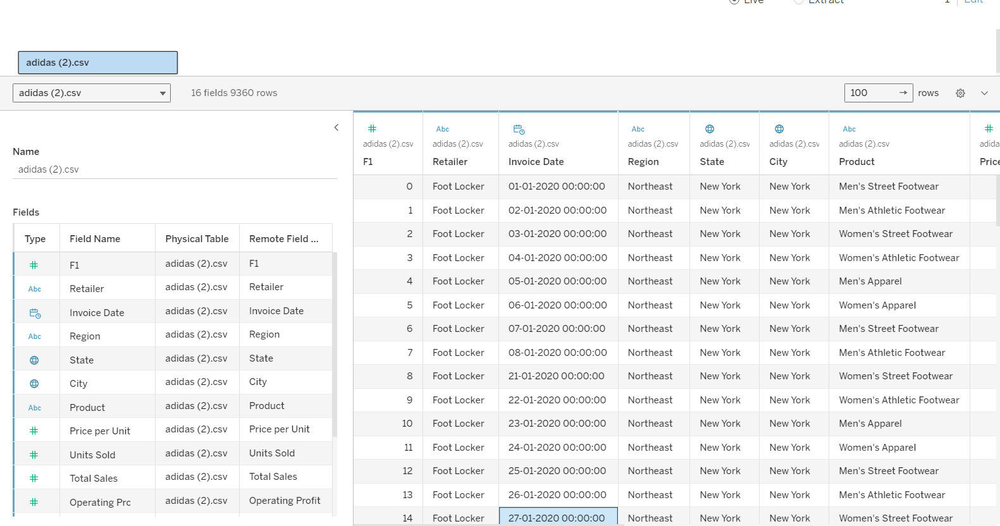 Live Extract 1 Edit
adidas (2).csv
adidas (2).csv 16 fields 9360 rows 100 → rows
Name
adidas (2).csv
Fields
Type Field Name Physical Table Remote Field ...
# F1 adidas (2).csv F1
Abc Retailer adidas (2).csv Retailer
Invoice Date adidas (2).csv Invoice Date
Abc Region adidas (2).csv Region
State adidas (2).csv State
City adidas (2).csv City
Abc Product adidas (2).csv Product
# Price per Unit adidas (2).csv Price per Unit
# Units Sold adidas (2).csv Units Sold
# Total Sales adidas (2).csv Total Sales
# Operating Pro adidas (2).csv Operating Profit
# Abc Abc Abc #
adidas (2).csv adidas (2).csv adidas (2).csv adidas (2).csv adidas (2).csv adidas (2).csv adidas (2).csv adida
F1 Retailer Invoice Date Region State City Product Price
0 Foot Locker 01-01-2020 00:00:00 Northeast New York New York Men's Street Footwear
1 Foot Locker 02-01-2020 00:00:00 Northeast New York New York Men's Athletic Footwear
2 Foot Locker 03-01-2020 00:00:00 Northeast New York New York Women's Street Footwear
3 Foot Locker 04-01-2020 00:00:00 Northeast New York New York Women's Athletic Footwear
4 Foot Locker 05-01-2020 00:00:00 Northeast New York New York Men's Apparel
5 Foot Locker 06-01-2020 00:00:00 Northeast New York New York Women's Apparel
6 Foot Locker 07-01-2020 00:00:00 Northeast New York New York Men's Street Footwear
7 Foot Locker 08-01-2020 00:00:00 Northeast New York New York Men's Athletic Footwear
8 Foot Locker 21-01-2020 00:00:00 Northeast New York New York Women's Street Footwear
9 Foot Locker 22-01-2020 00:00:00 Northeast New York New York Women's Athletic Footwear
10 Foot Locker 23-01-2020 00:00:00 Northeast New York New York Men's Apparel
11 Foot Locker 24-01-2020 00:00:00 Northeast New York New York Women's Apparel
12 Foot Locker 25-01-2020 00:00:00 Northeast New York New York Men's Street Footwear
13 Foot Locker 26-01-2020 00:00:00 Northeast New York New York Men's Athletic Footwear
14 Foot Locker 27-01-2020 00:00:00 Northeast New York New York Women's Street Footwear